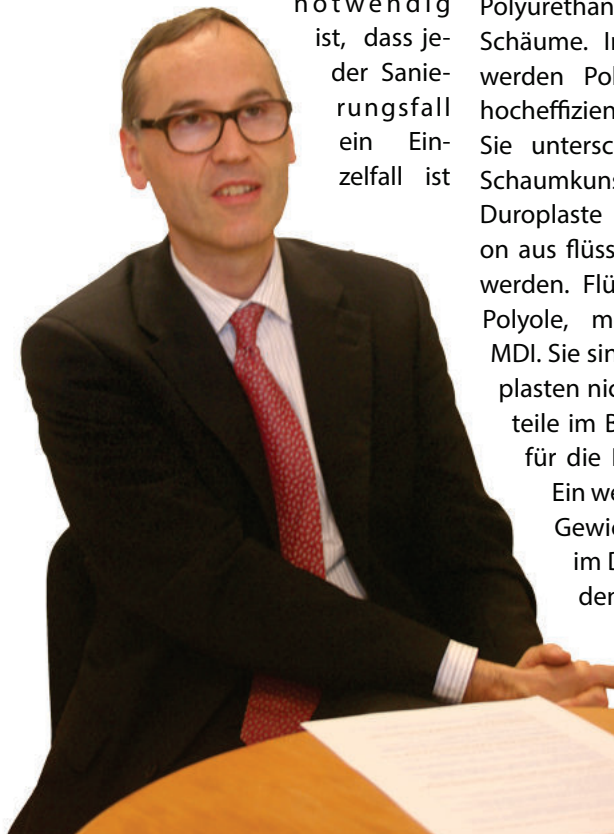 notwendig
ist, dass je-
der Sanie-
rungsfall
ein Ein-
zelfall ist
Polyurethan
Schäume. I
werden Pol
hocheffizien
Sie untersc
Schaumkuns
Duroplaste
on aus flüss
werden. Flü
Polyole, m
MDI. Sie sin
plasten nic
teile im B
für die
Ein we
Gewic
im D
der